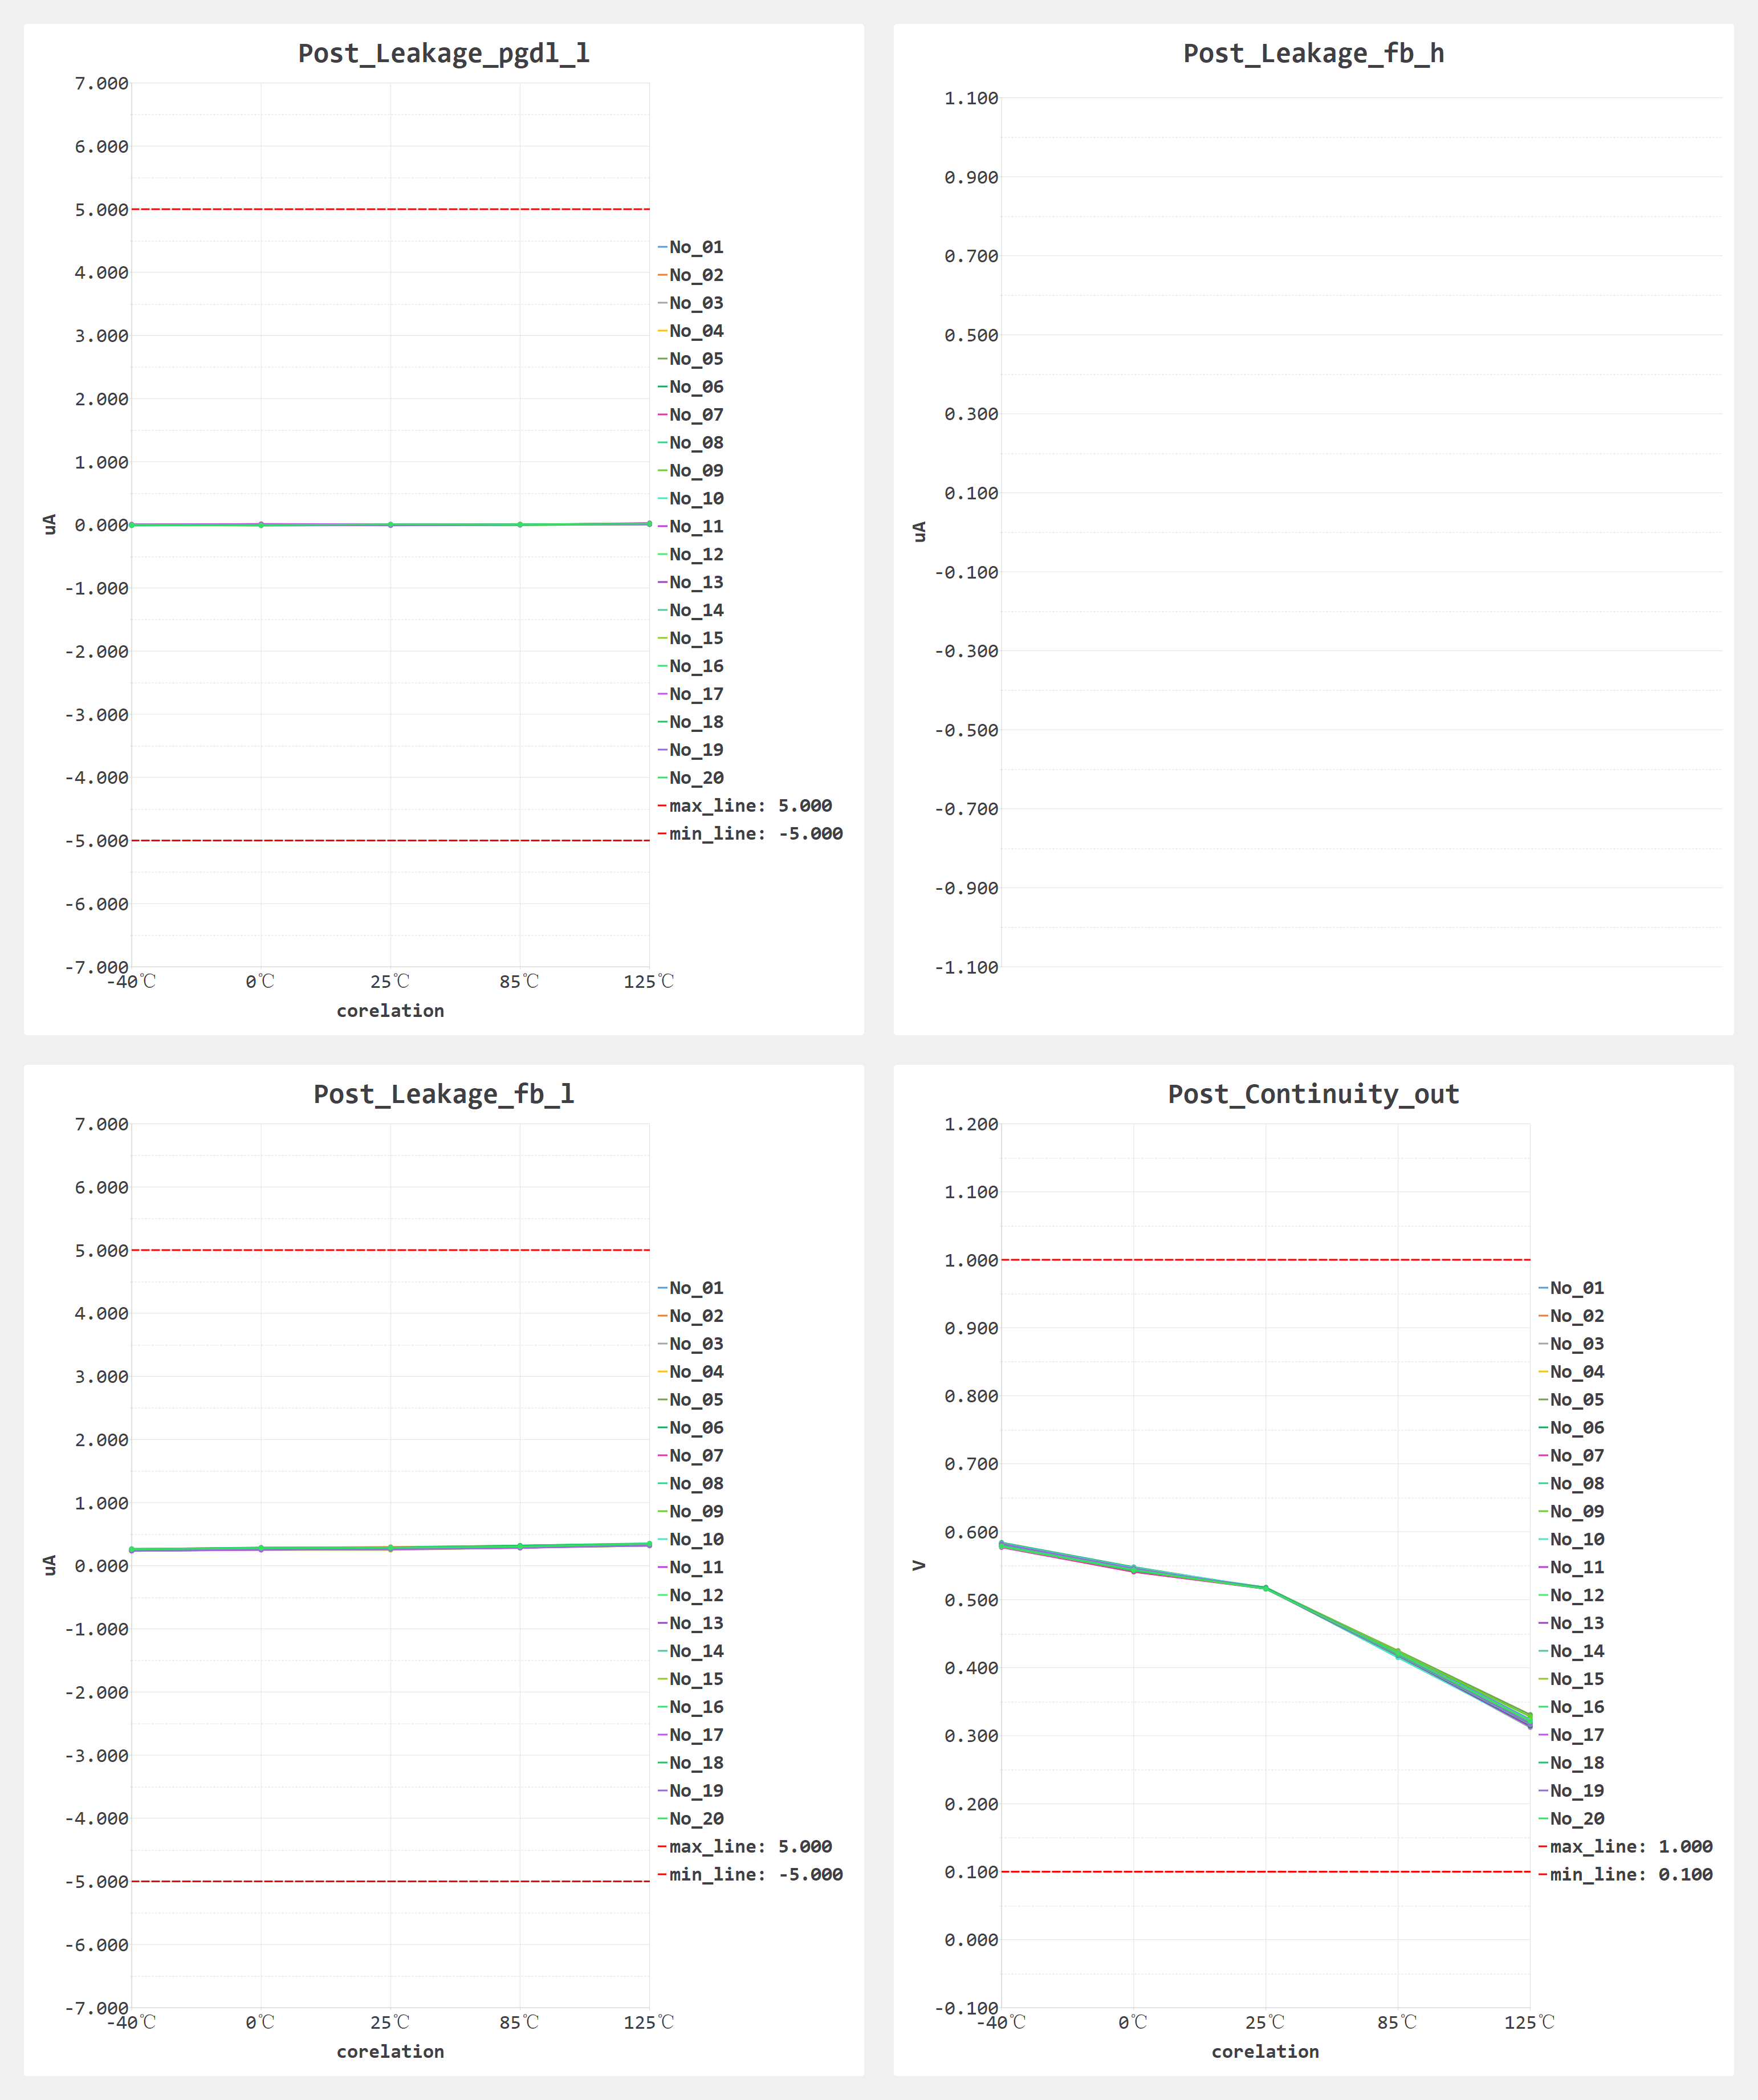 Post_Leakage_pgdl_l
7.000
6.000
5.000
4.000
3.000
2.000
1.000
0.000
-1.000
-2.000
-3.000
-4.000
-5.000
-6.000
-7.000
uA
-40℃ 0℃ 25℃ 85℃ 125℃
corelation
No_01
No_02
No_03
No_04
No_05
No_06
No_07
No_08
No_09
No_10
No_11
No_12
No_13
No_14
No_15
No_16
No_17
No_18
No_19
No_20
max_line: 5.000
min_line: -5.000
Post_Leakage_fb_h
1.100
0.900
0.700
0.500
0.300
0.100
-0.100
-0.300
-0.500
-0.700
-0.900
-1.100
uA
Post_Leakage_fb_l
7.000
6.000
5.000
4.000
3.000
2.000
1.000
0.000
-1.000
-2.000
-3.000
-4.000
-5.000
-6.000
-7.000
uA
-40℃ 0℃ 25℃ 85℃ 125℃
corelation
No_01
No_02
No_03
No_04
No_05
No_06
No_07
No_08
No_09
No_10
No_11
No_12
No_13
No_14
No_15
No_16
No_17
No_18
No_19
No_20
max_line: 5.000
min_line: -5.000
Post_Continuity_out
1.200
1.100
1.000
0.900
0.800
0.700
0.600
0.500
0.400
0.300
0.200
0.100
0.000
-0.100
V
-40℃ 0℃ 25℃ 85℃ 125℃
corelation
No_01
No_02
No_03
No_04
No_05
No_06
No_07
No_08
No_09
No_10
No_11
No_12
No_13
No_14
No_15
No_16
No_17
No_18
No_19
No_20
max_line: 1.000
min_line: 0.100